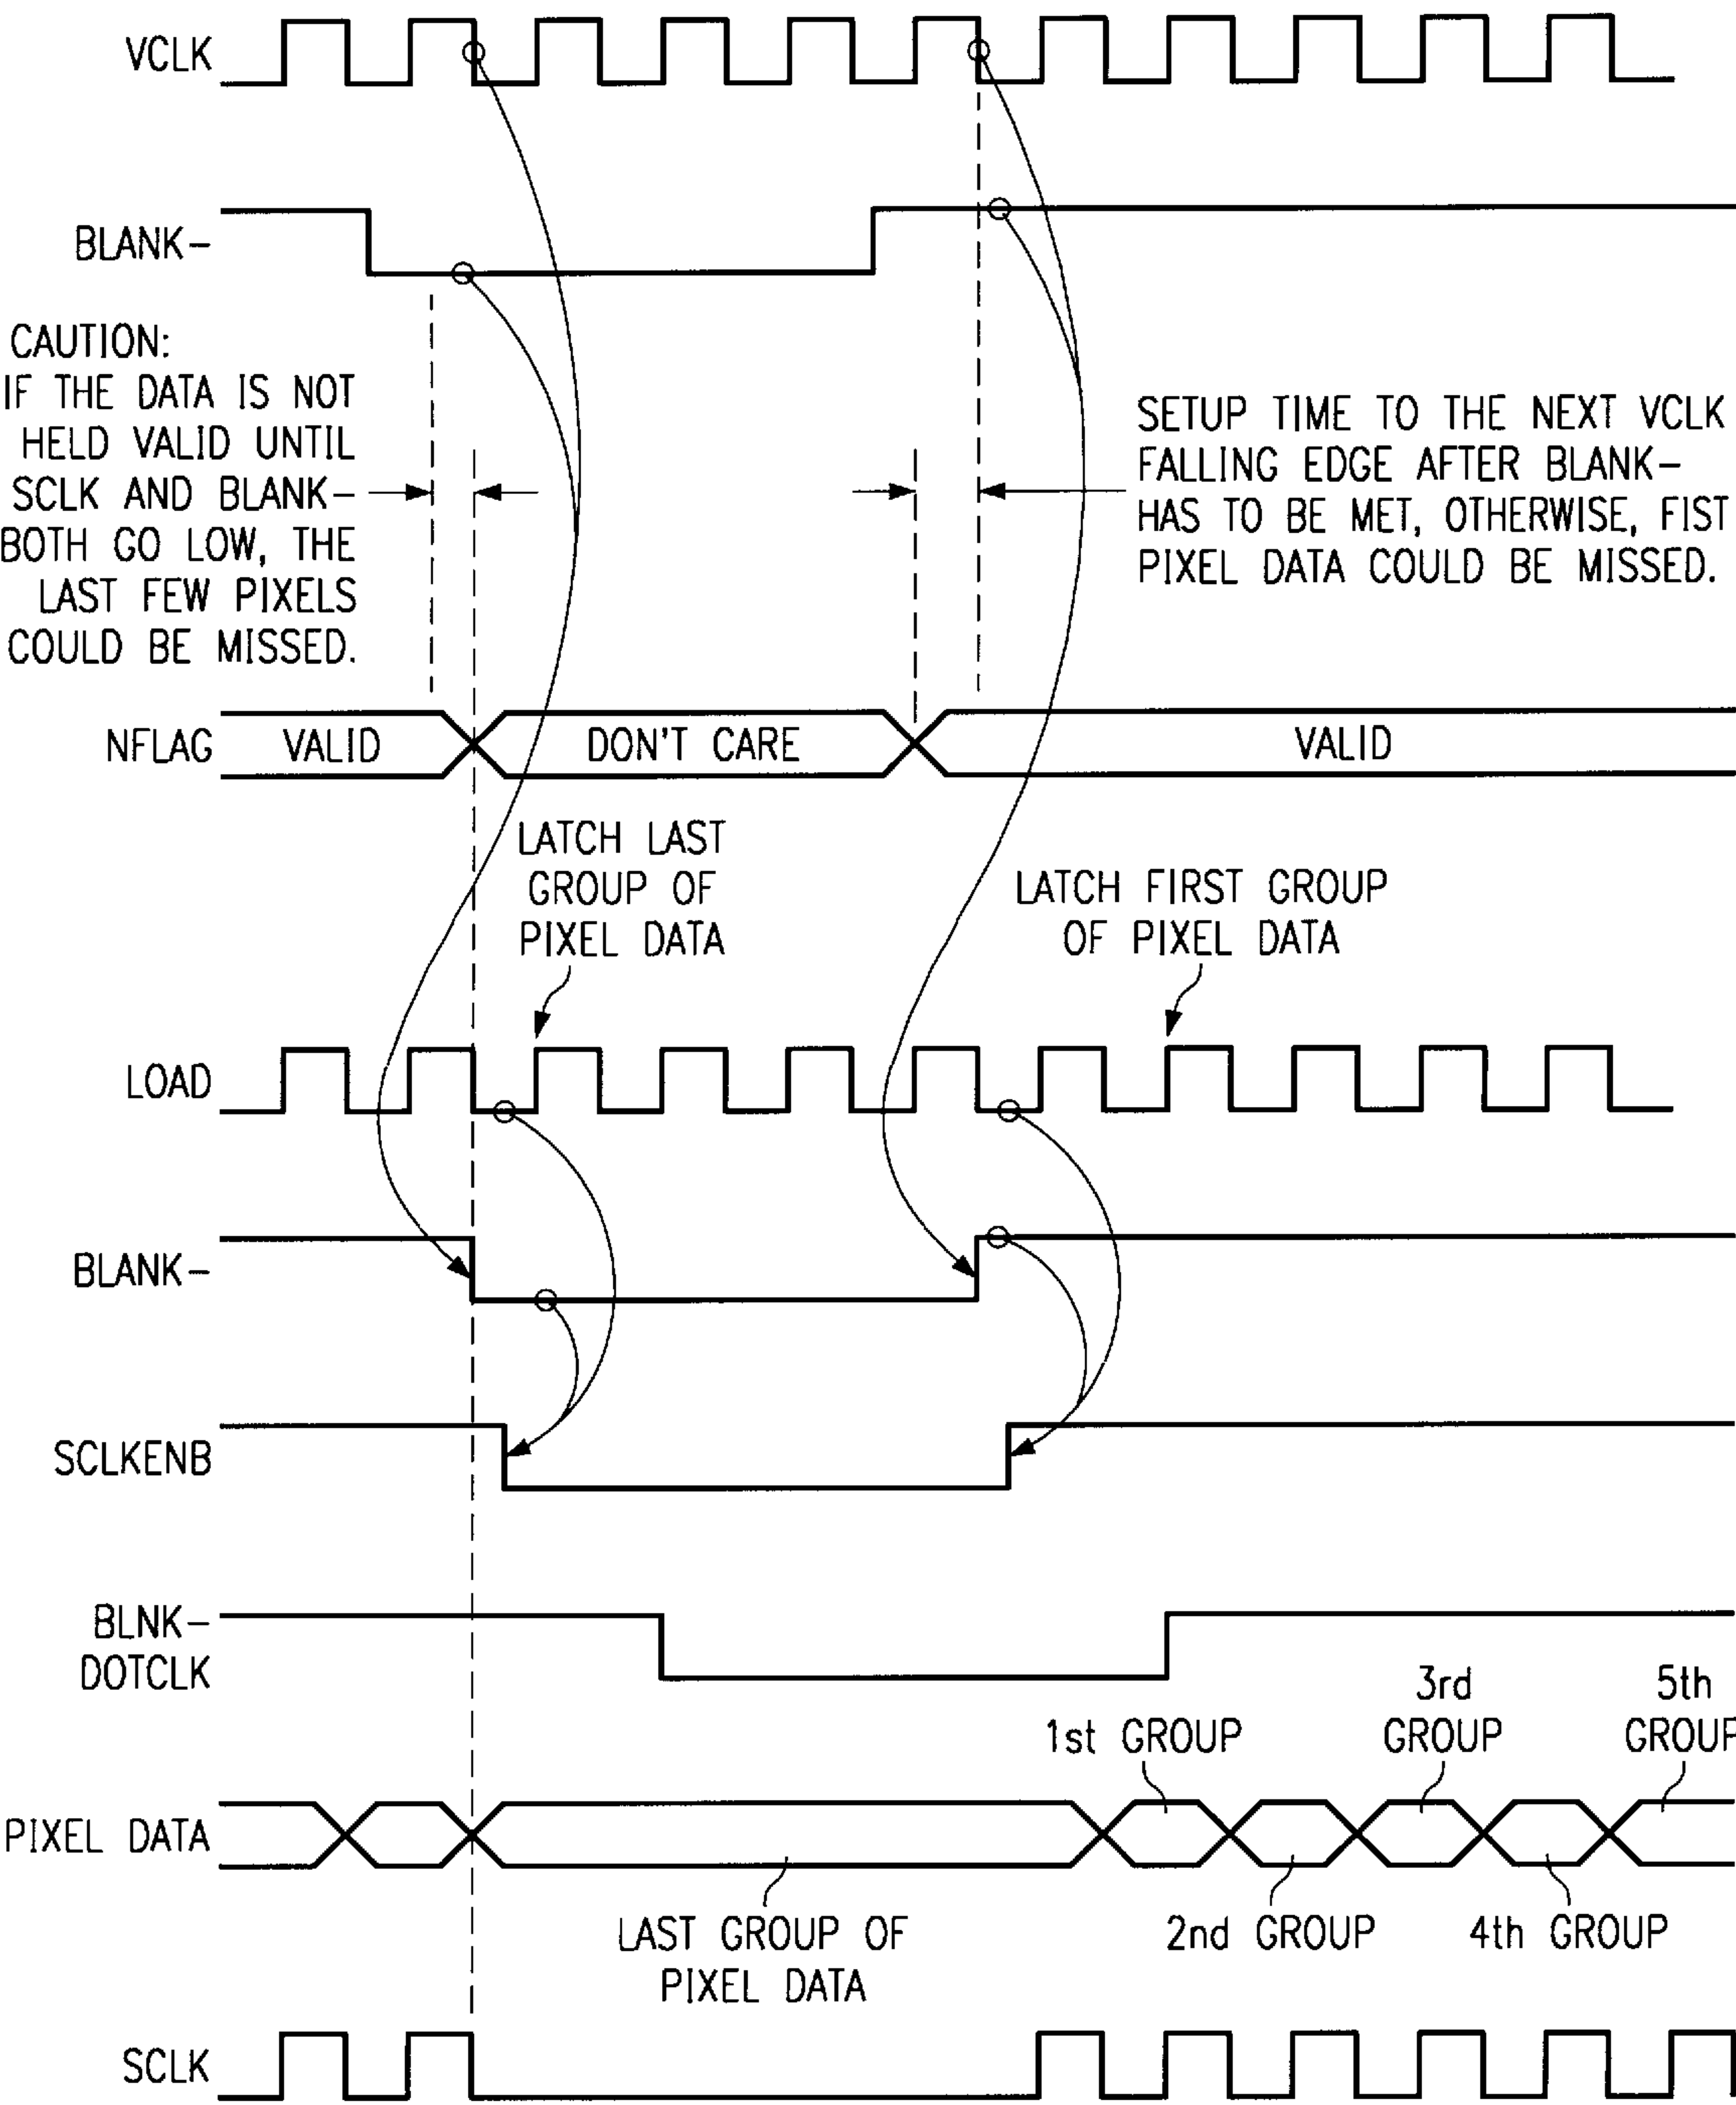 VCLK
BLANK-
CAUTION:
IF THE DATA IS NOT
HELD VALID UNTIL
SCLK AND BLANK-
BOTH GO LOW, THE
LAST FEW PIXELS
COULD BE MISSED.
SETUP TIME TO THE NEXT VCLK
FALLING EDGE AFTER BLANK-
HAS TO BE MET, OTHERWISE, FIST
PIXEL DATA COULD BE MISSED.
NFLAG
VALID
DON'T CARE
VALID
LATCH LAST
GROUP OF
PIXEL DATA
LATCH FIRST GROUP
OF PIXEL DATA
LOAD
BLANK-
SCLKENB
BLNK-
DOTCLK
1st GROUP
3rd
GROUP
5th
GROUP
PIXEL DATA
LAST GROUP OF
PIXEL DATA
2nd GROUP
4th GROUP
SCLK